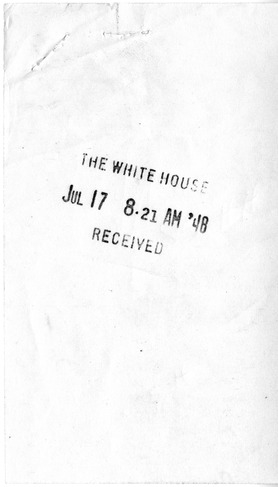 THE WHITE HOUSE
JUL 17 8·21 AM '48
RECEIVED